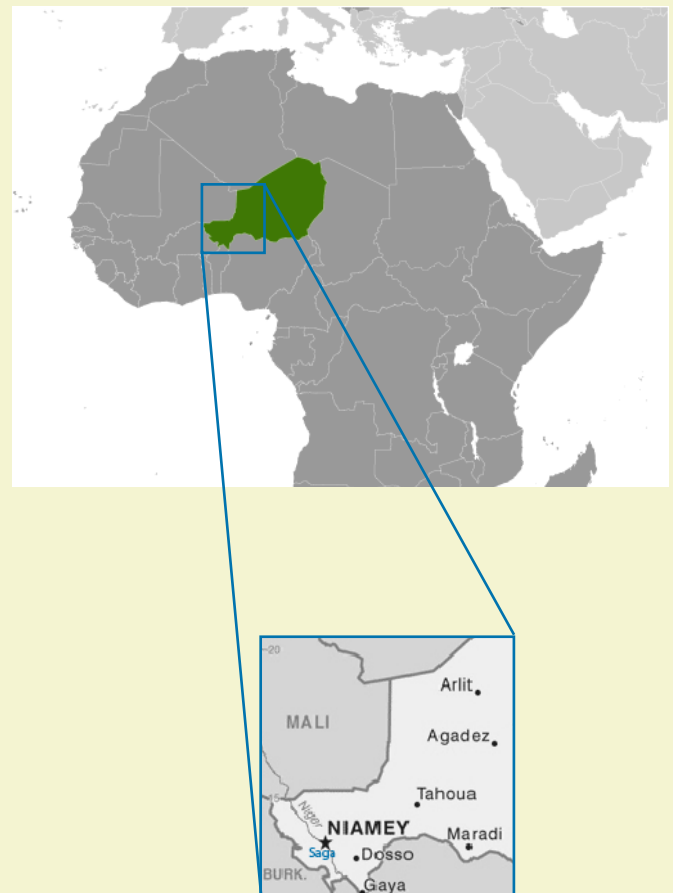 20
Arlit
MALI
Agadez
15
Tahoua
Niger
NIAMEY
Maradi
Saga
Dosso
BURK.
Gaya